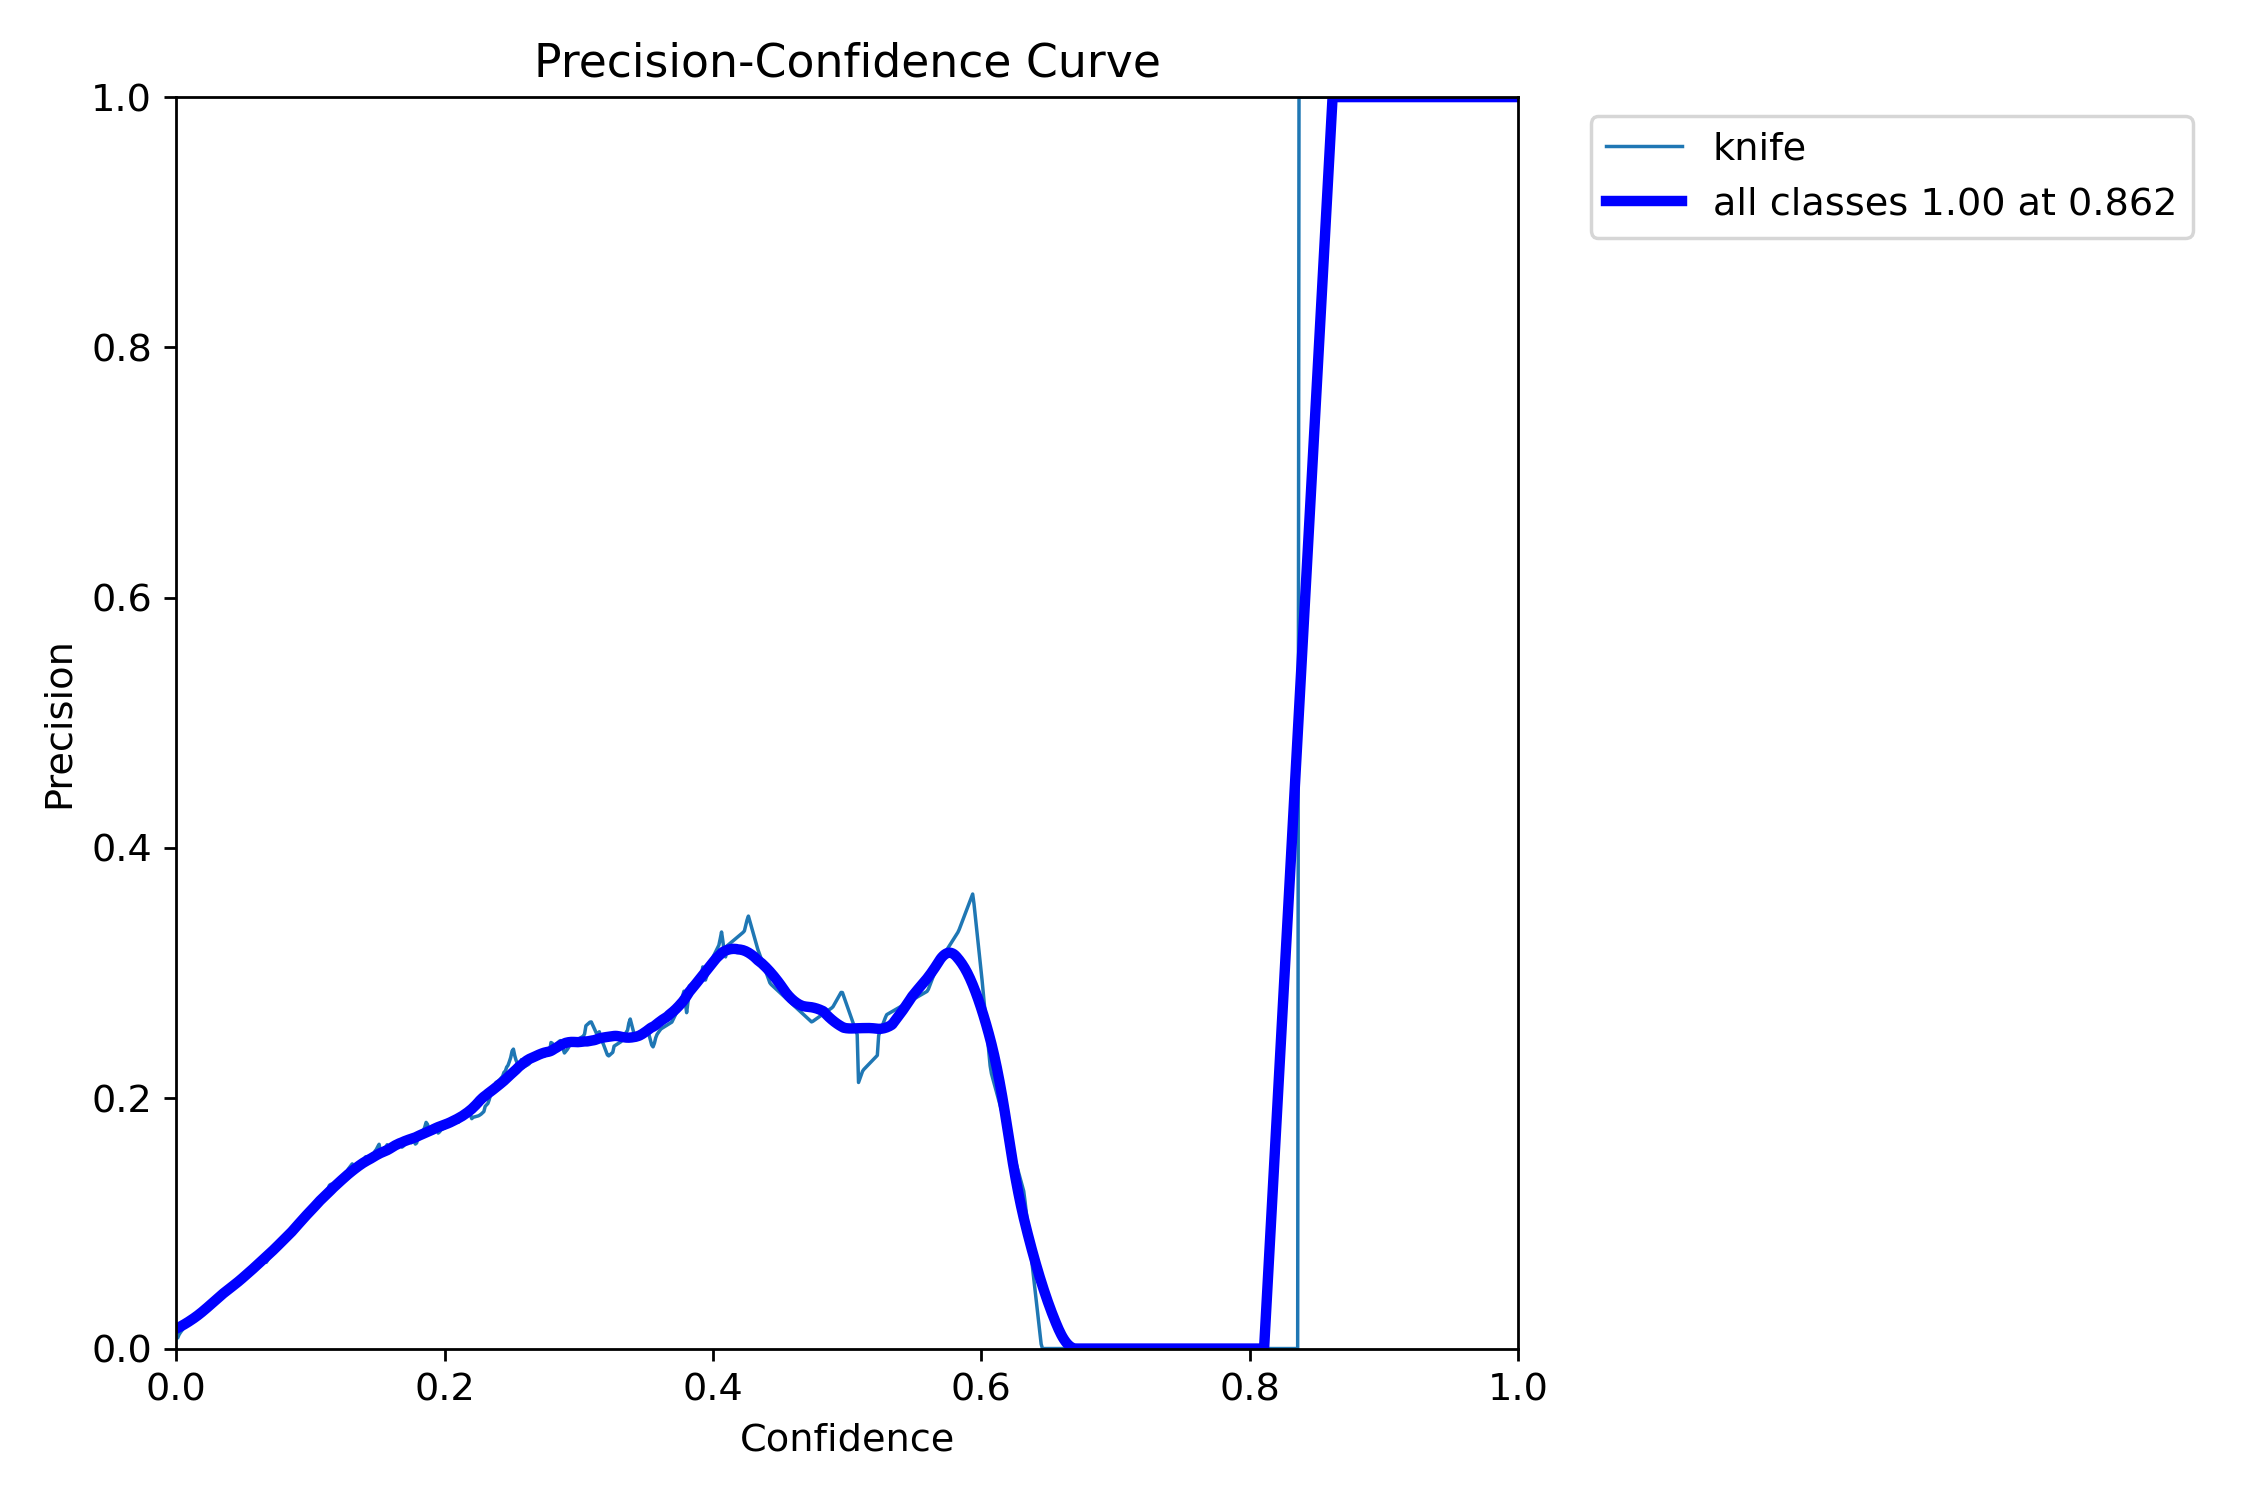 Precision-Confidence Curve
1.0
0.8
0.6
0.4
0.2
0.0
Precision
0.0 0.2 0.4 0.6 0.8 1.0
Confidence
knife
all classes 1.00 at 0.862